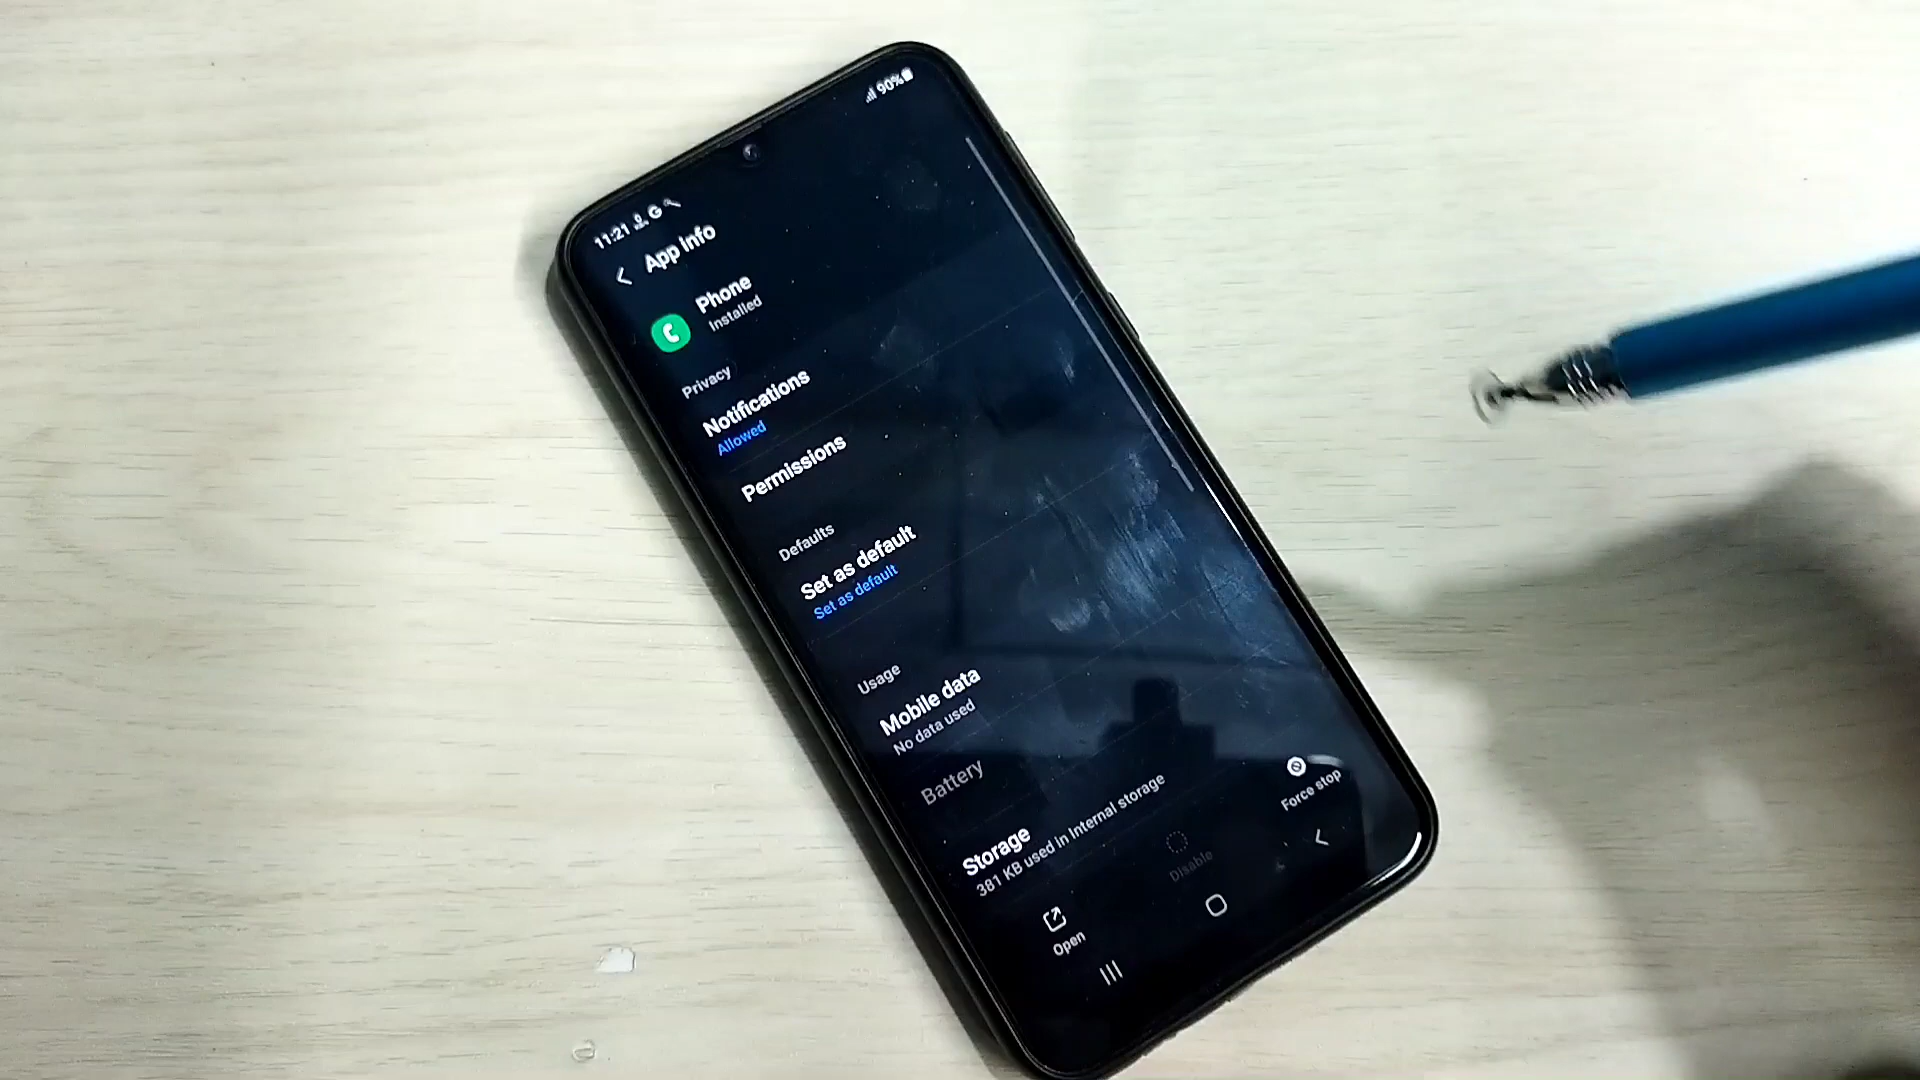 11:21
90%
App info
Phone
Installed
Privacy
Notifications
Allowed
Permissions
Defaults
Set as default
Set as default
Usage
Mobile data
No data used
Battery
Storage
381 KB used in Internal storage
Open
Disable
Force stop